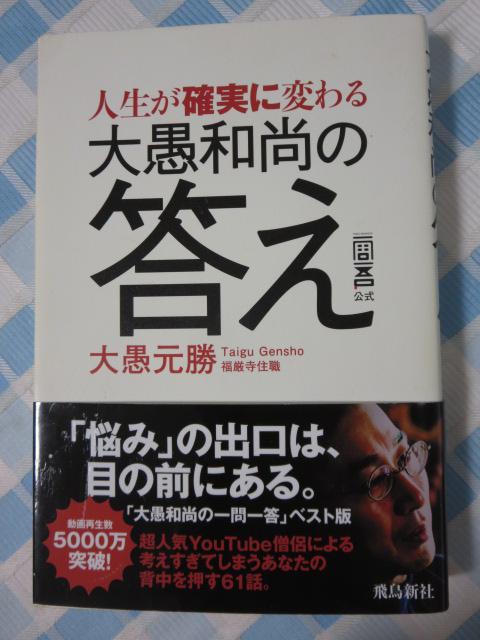 人生が確実に変わる
大愚和尚の
答え
一問一答
公式
大愚元勝
Taigu Gensho
福厳寺住職
「悩み」の出口は、
目の前にある。
「大愚和尚の一問一答」ベスト版
動画再生数
5000万
突破!
超人気YouTube僧侶による
考えすぎてしまうあなたの
背中を押す61話。
飛鳥新社